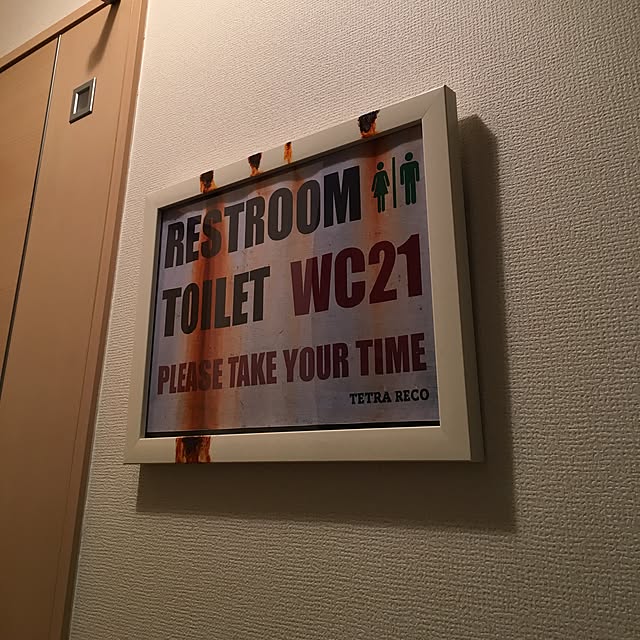 RESTROOM
TOILET WC21
PLEASE TAKE YOUR TIME
TETRA RECO